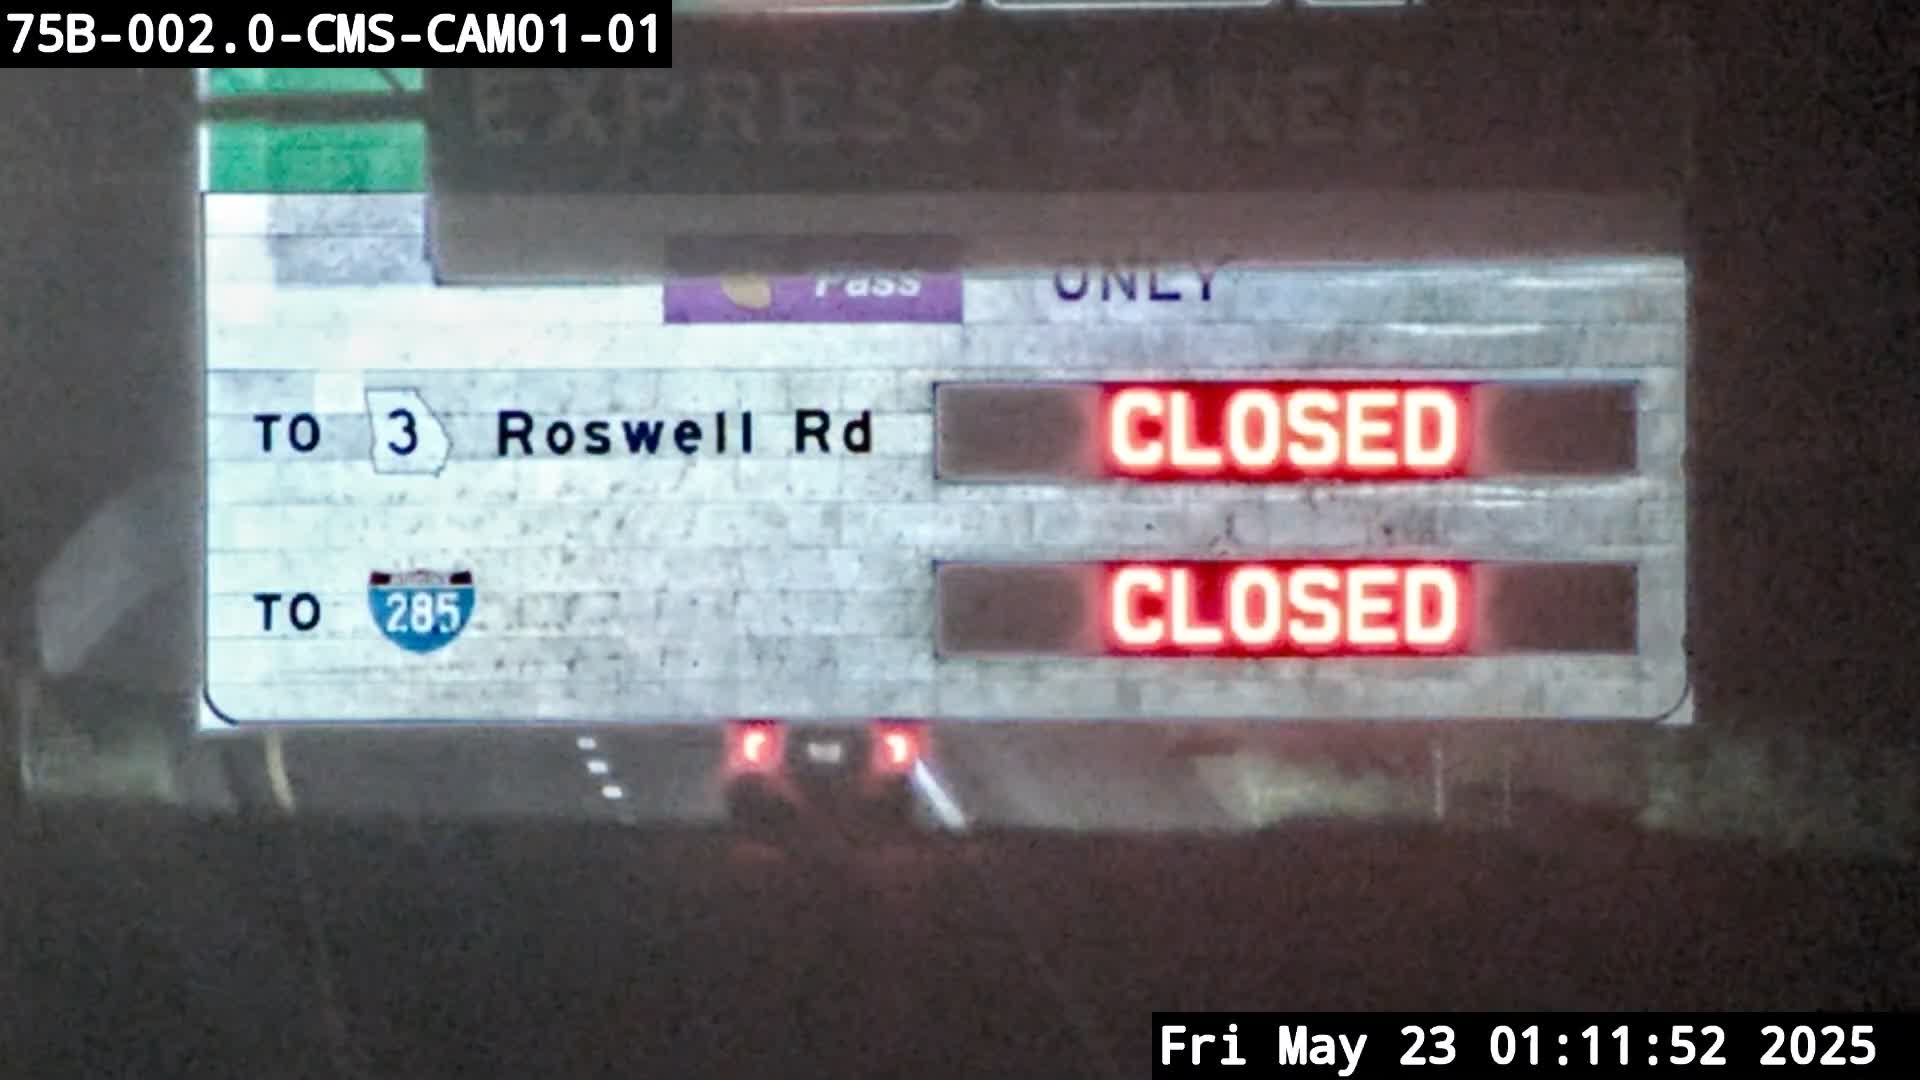 75B-002.0-CMS-CAM01-01
EXPRESS LANES
Pass ONLY
TO 3 Roswell Rd CLOSED
TO 285 CLOSED
Fri May 23 01:11:52 2025